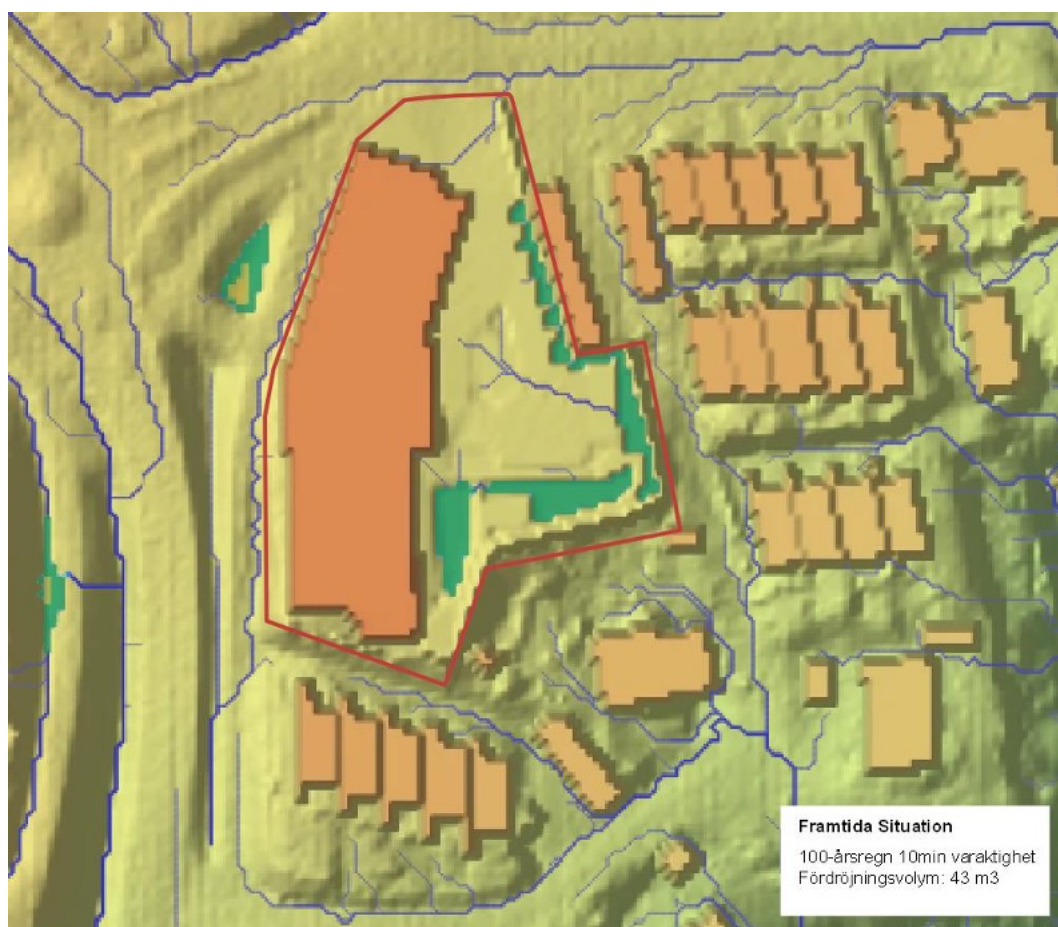 Framtida Situation
100-årsregn 10min varaktighet
Fördröjningsvolym: 43 m3